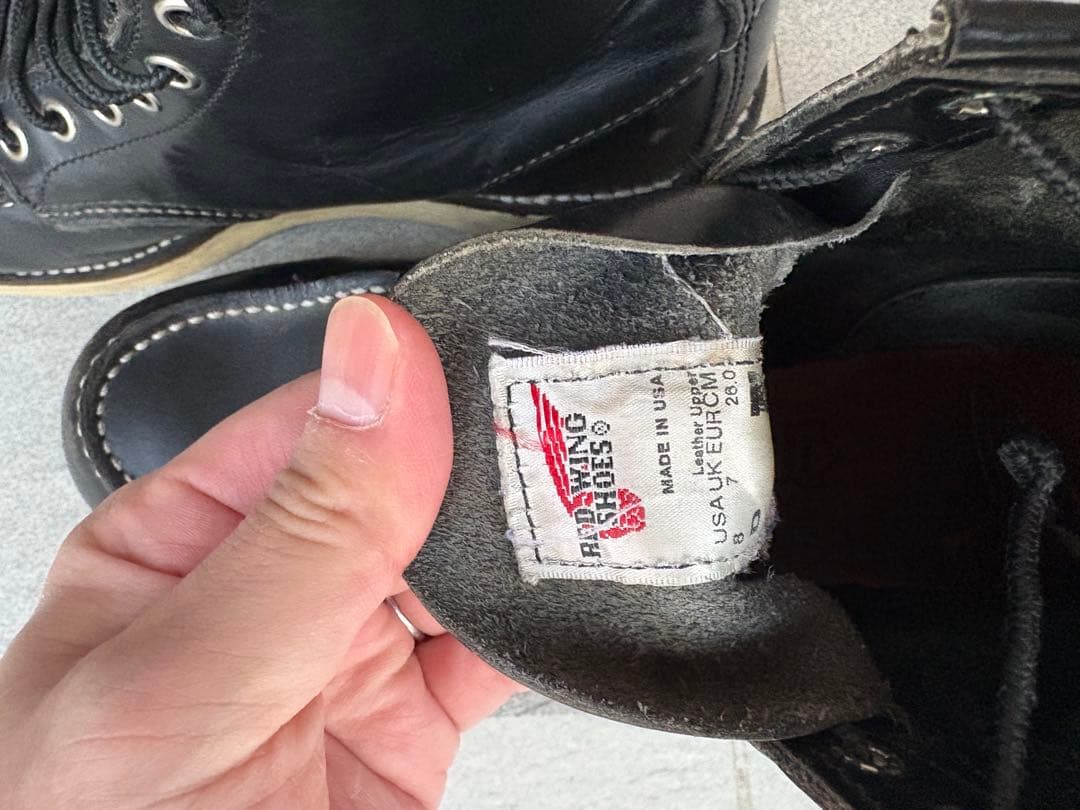 RED WING
SHOES®
MADE IN USA
Leather Upper
USA UK EUR CM
8 7 26.0
D